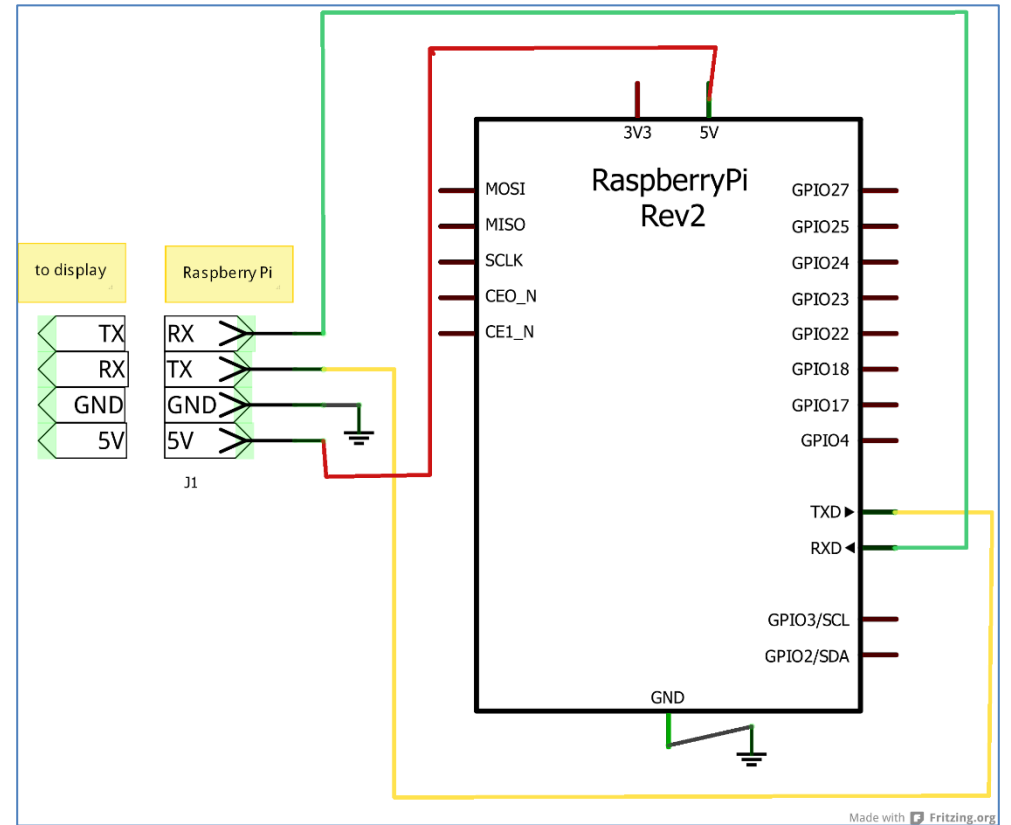 3V3 5V
RaspberryPi
Rev2
MOSI
MISO
SCLK
CEO_N
CE1_N
GPIO27
GPIO25
GPIO24
GPIO23
GPIO22
GPIO18
GPIO17
GPIO4
TXD
RXD
GPIO3/SCL
GPIO2/SDA
GND
to display
Raspberry Pi
TX RX
RX TX
GND GND
5V 5V
J1
Made with Fritzing.org